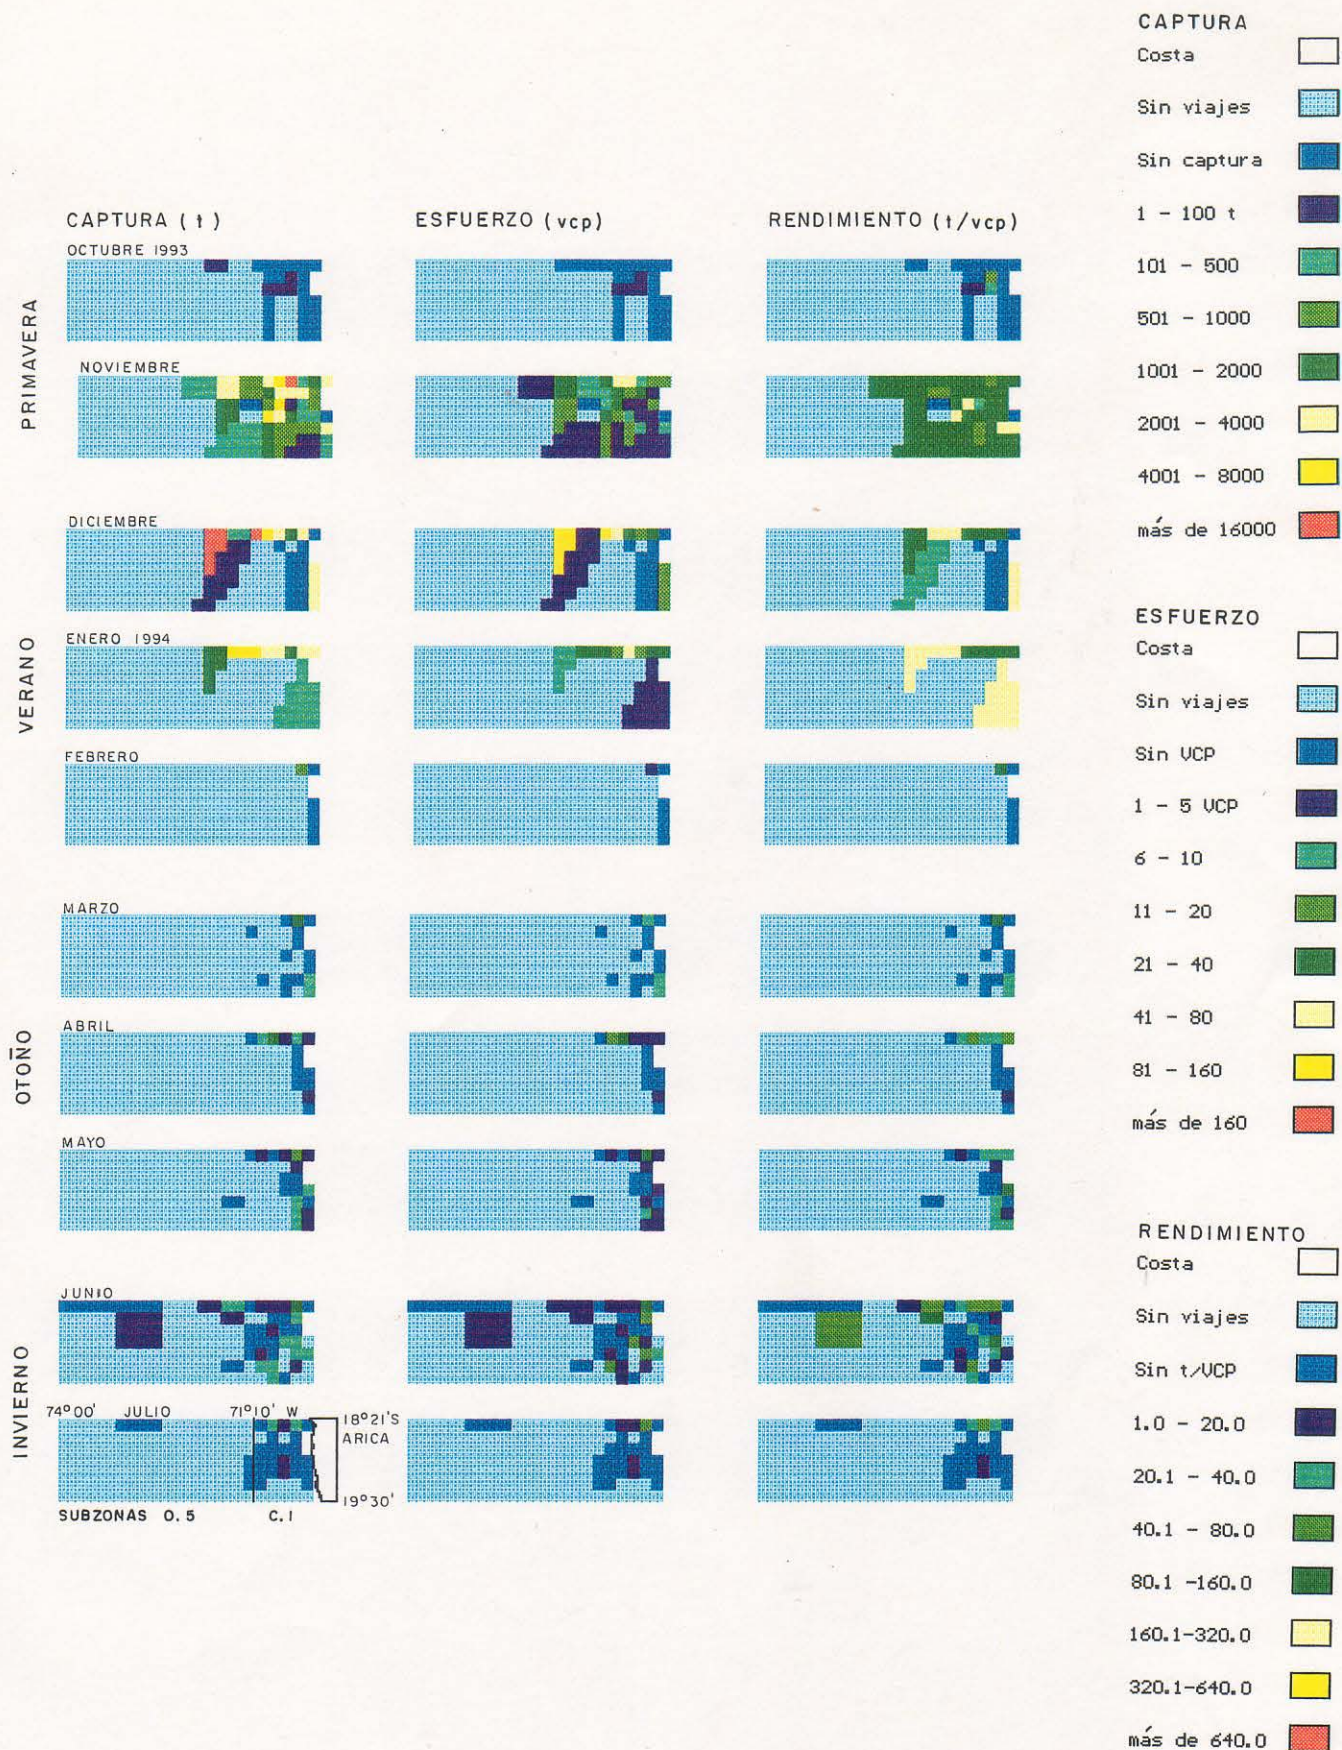 CAPTURA (t)
ESFUERZO (vcp)
RENDIMIENTO (t/vcp)
PRIMAVERA
OCTUBRE 1993
NOVIEMBRE
VERANO
DICIEMBRE
ENERO 1994
FEBRERO
OTOÑO
MARZO
ABRIL
MAYO
INVIERNO
JUNIO
74°00' JULIO 71°10' W
18°21'S
ARICA
19°30'
SUBZONAS O.5 C.1
CAPTURA
Costa
Sin viajes
Sin captura
1 - 100 t
101 - 500
501 - 1000
1001 - 2000
2001 - 4000
4001 - 8000
más de 16000
ESFUERZO
Costa
Sin viajes
Sin VCP
1 - 5 VCP
6 - 10
11 - 20
21 - 40
41 - 80
81 - 160
más de 160
RENDIMIENTO
Costa
Sin viajes
Sin t/VCP
1.0 - 20.0
20.1 - 40.0
40.1 - 80.0
80.1 -160.0
160.1-320.0
320.1-640.0
más de 640.0